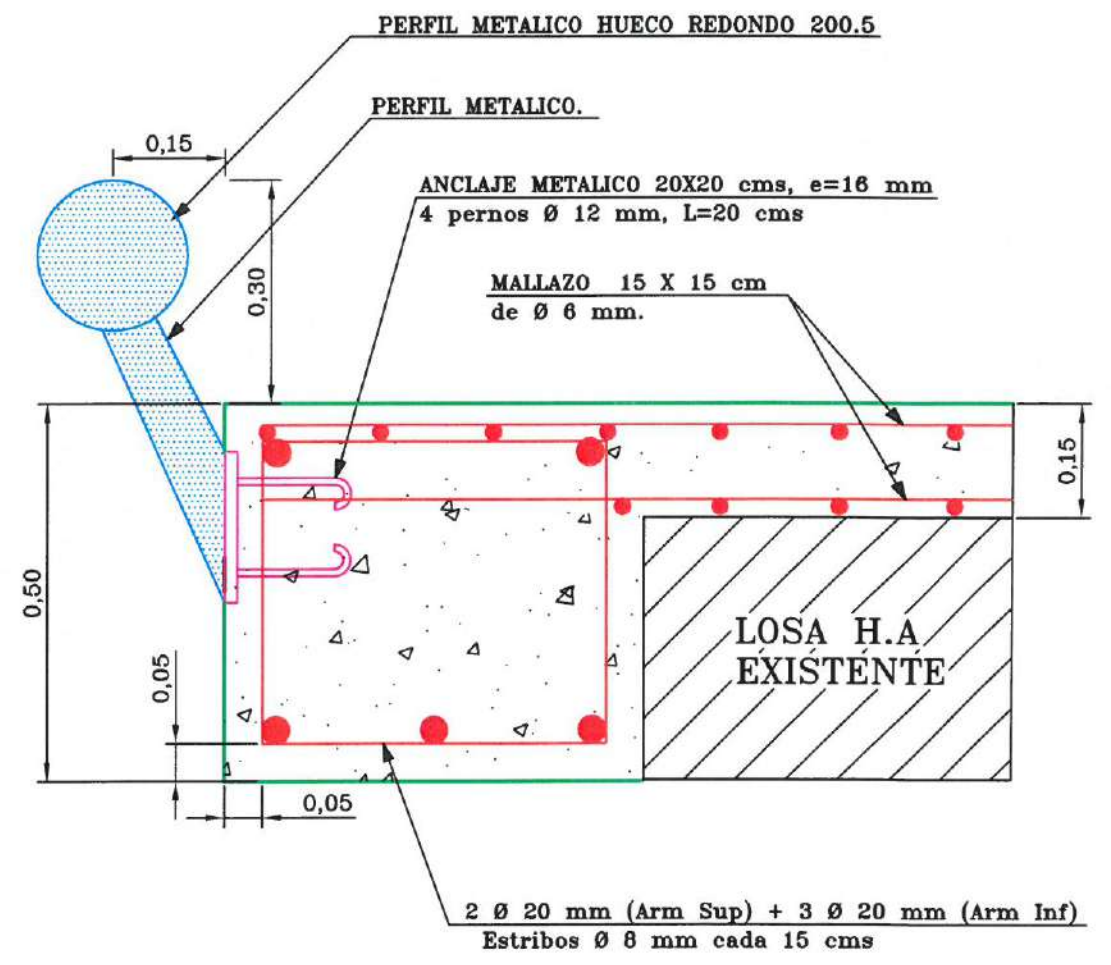 PERFIL METALICO HUECO REDONDO 200.5
PERFIL METALICO.
0,15
ANCLAJE METALICO 20X20 cms, e=16 mm
4 pernos Ø 12 mm, L=20 cms
0,30
MALLAZO 15 X 15 cm
de Ø 6 mm.
0,15
0,50
LOSA H.A
EXISTENTE
0,05
0,05
2 Ø 20 mm (Arm Sup) + 3 Ø 20 mm (Arm Inf)
Estribos Ø 8 mm cada 15 cms